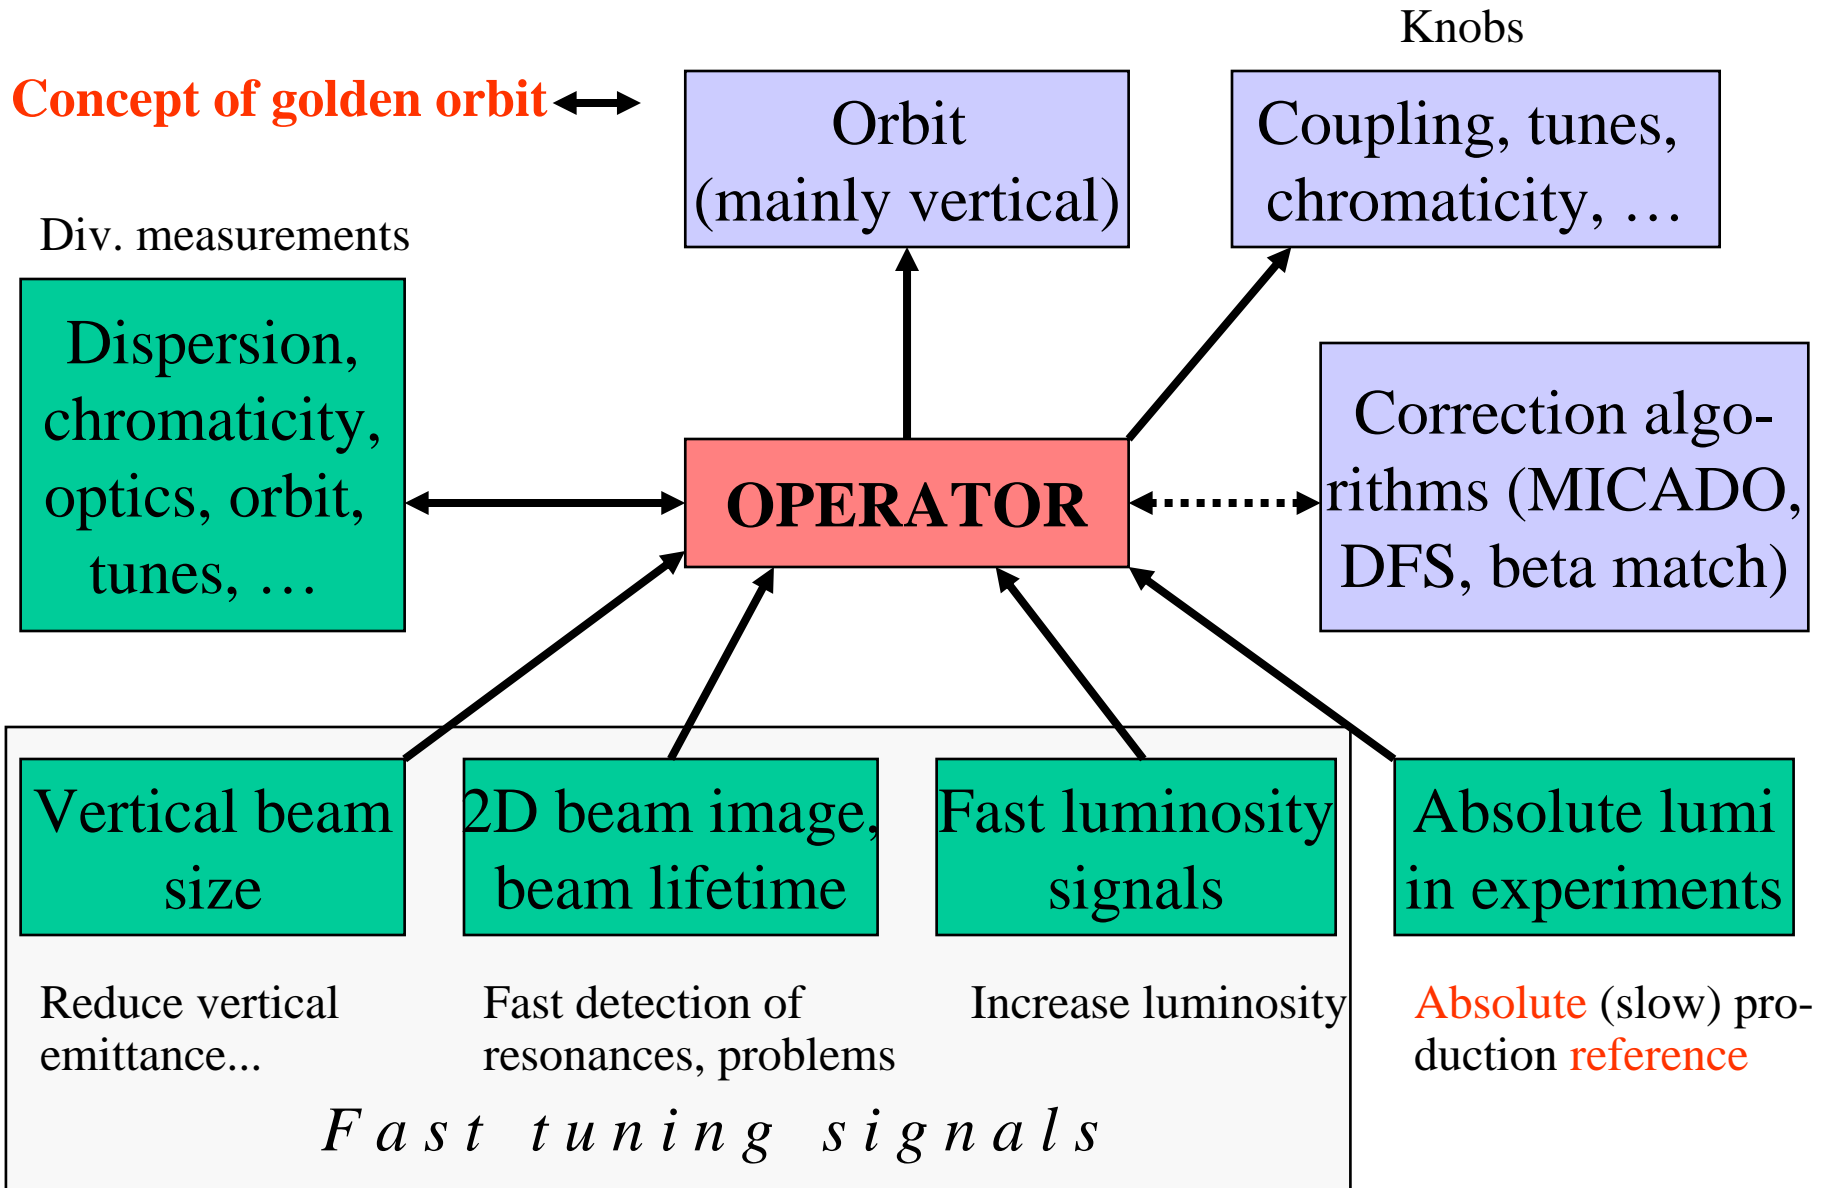 Knobs
Concept of golden orbit
Orbit
(mainly vertical)
Coupling, tunes,
chromaticity, …
Div. measurements
Dispersion,
chromaticity,
optics, orbit,
tunes, …
OPERATOR
Correction algo-
rithms (MICADO,
DFS, beta match)
Vertical beam
size
2D beam image,
beam lifetime
Fast luminosity
signals
Absolute lumi
in experiments
Reduce vertical
emittance...
Fast detection of
resonances, problems
Increase luminosity
Absolute (slow) pro-
duction reference
Fast tuning signals